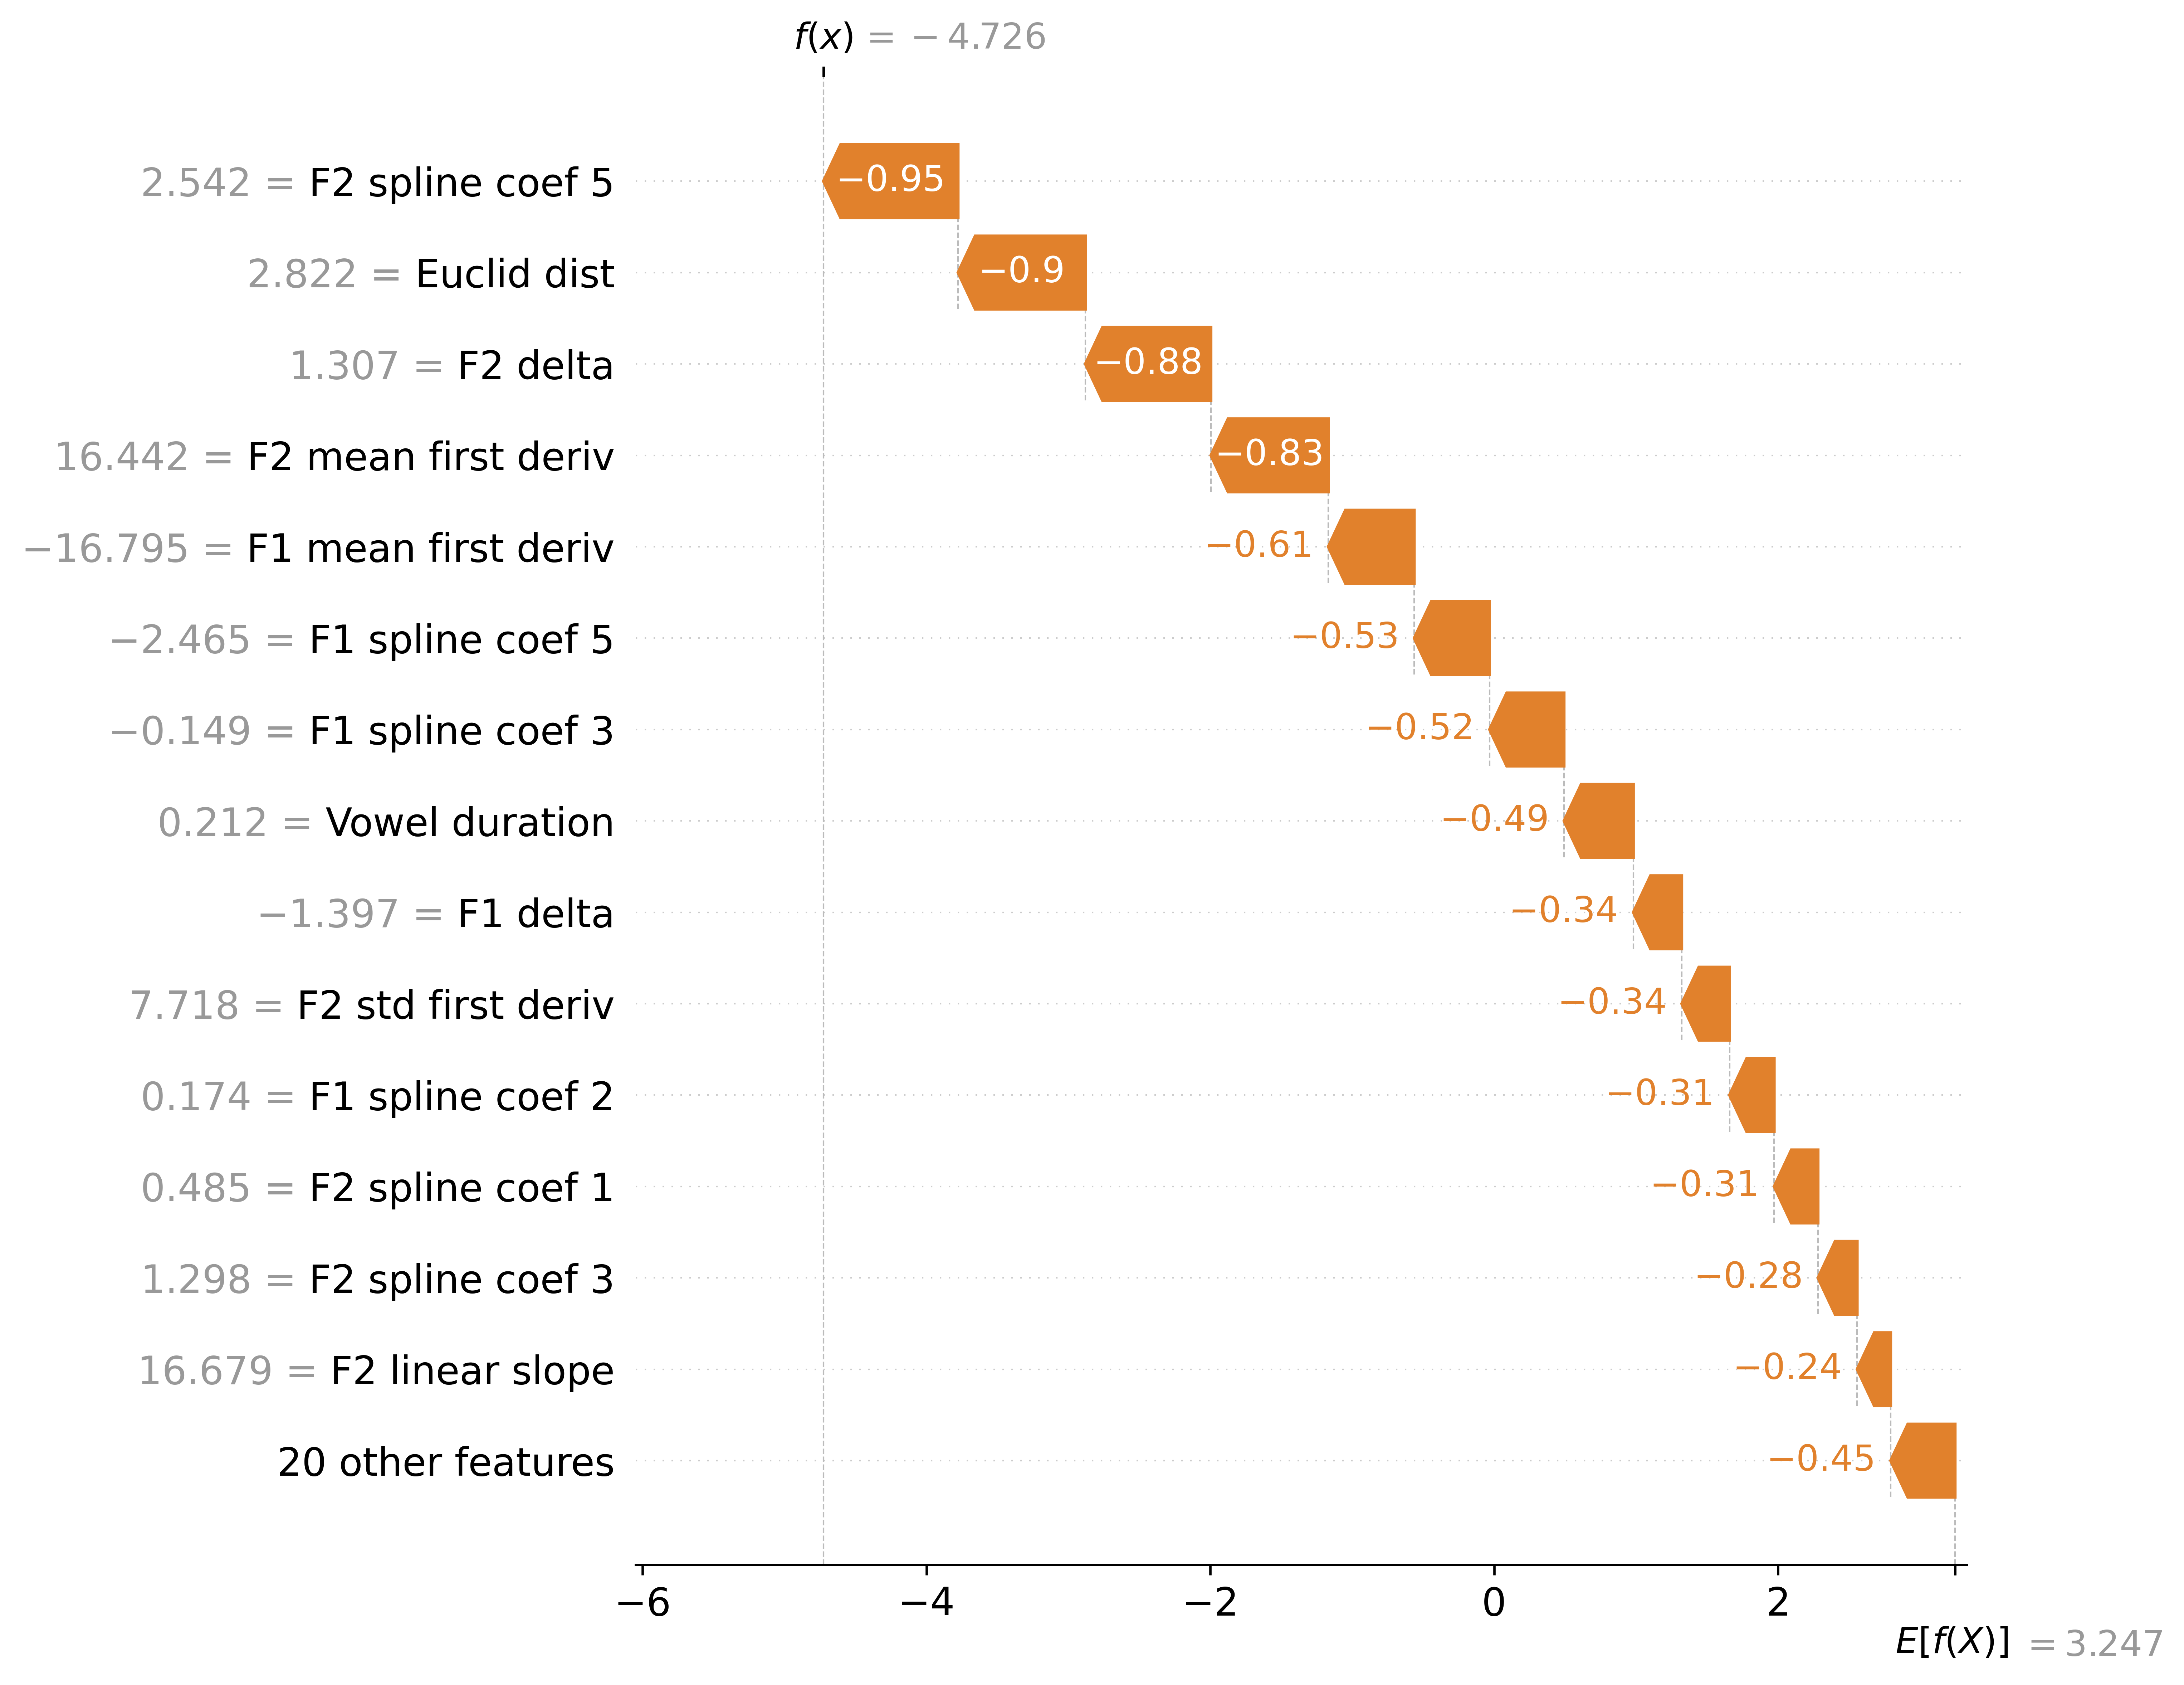 f(x) = −4.726
2.542 = F2 spline coef 5 −0.95
2.822 = Euclid dist −0.9
1.307 = F2 delta −0.88
16.442 = F2 mean first deriv −0.83
−16.795 = F1 mean first deriv −0.61
−2.465 = F1 spline coef 5 −0.53
−0.149 = F1 spline coef 3 −0.52
0.212 = Vowel duration −0.49
−1.397 = F1 delta −0.34
7.718 = F2 std first deriv −0.34
0.174 = F1 spline coef 2 −0.31
0.485 = F2 spline coef 1 −0.31
1.298 = F2 spline coef 3 −0.28
16.679 = F2 linear slope −0.24
20 other features −0.45
−6 −4 −2 0 2
E[f(X)] = 3.247